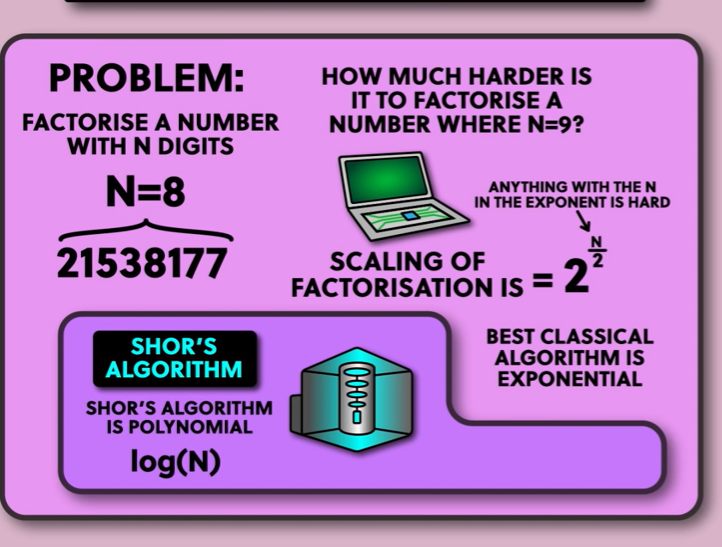 PROBLEM:
FACTORISE A NUMBER
WITH N DIGITS
N=8
21538177
HOW MUCH HARDER IS
IT TO FACTORISE A
NUMBER WHERE N=9?
ANYTHING WITH THE N
IN THE EXPONENT IS HARD
SCALING OF
FACTORISATION IS = 2^(N/2)
BEST CLASSICAL
ALGORITHM IS
EXPONENTIAL
SHOR'S
ALGORITHM
SHOR'S ALGORITHM
IS POLYNOMIAL
log(N)